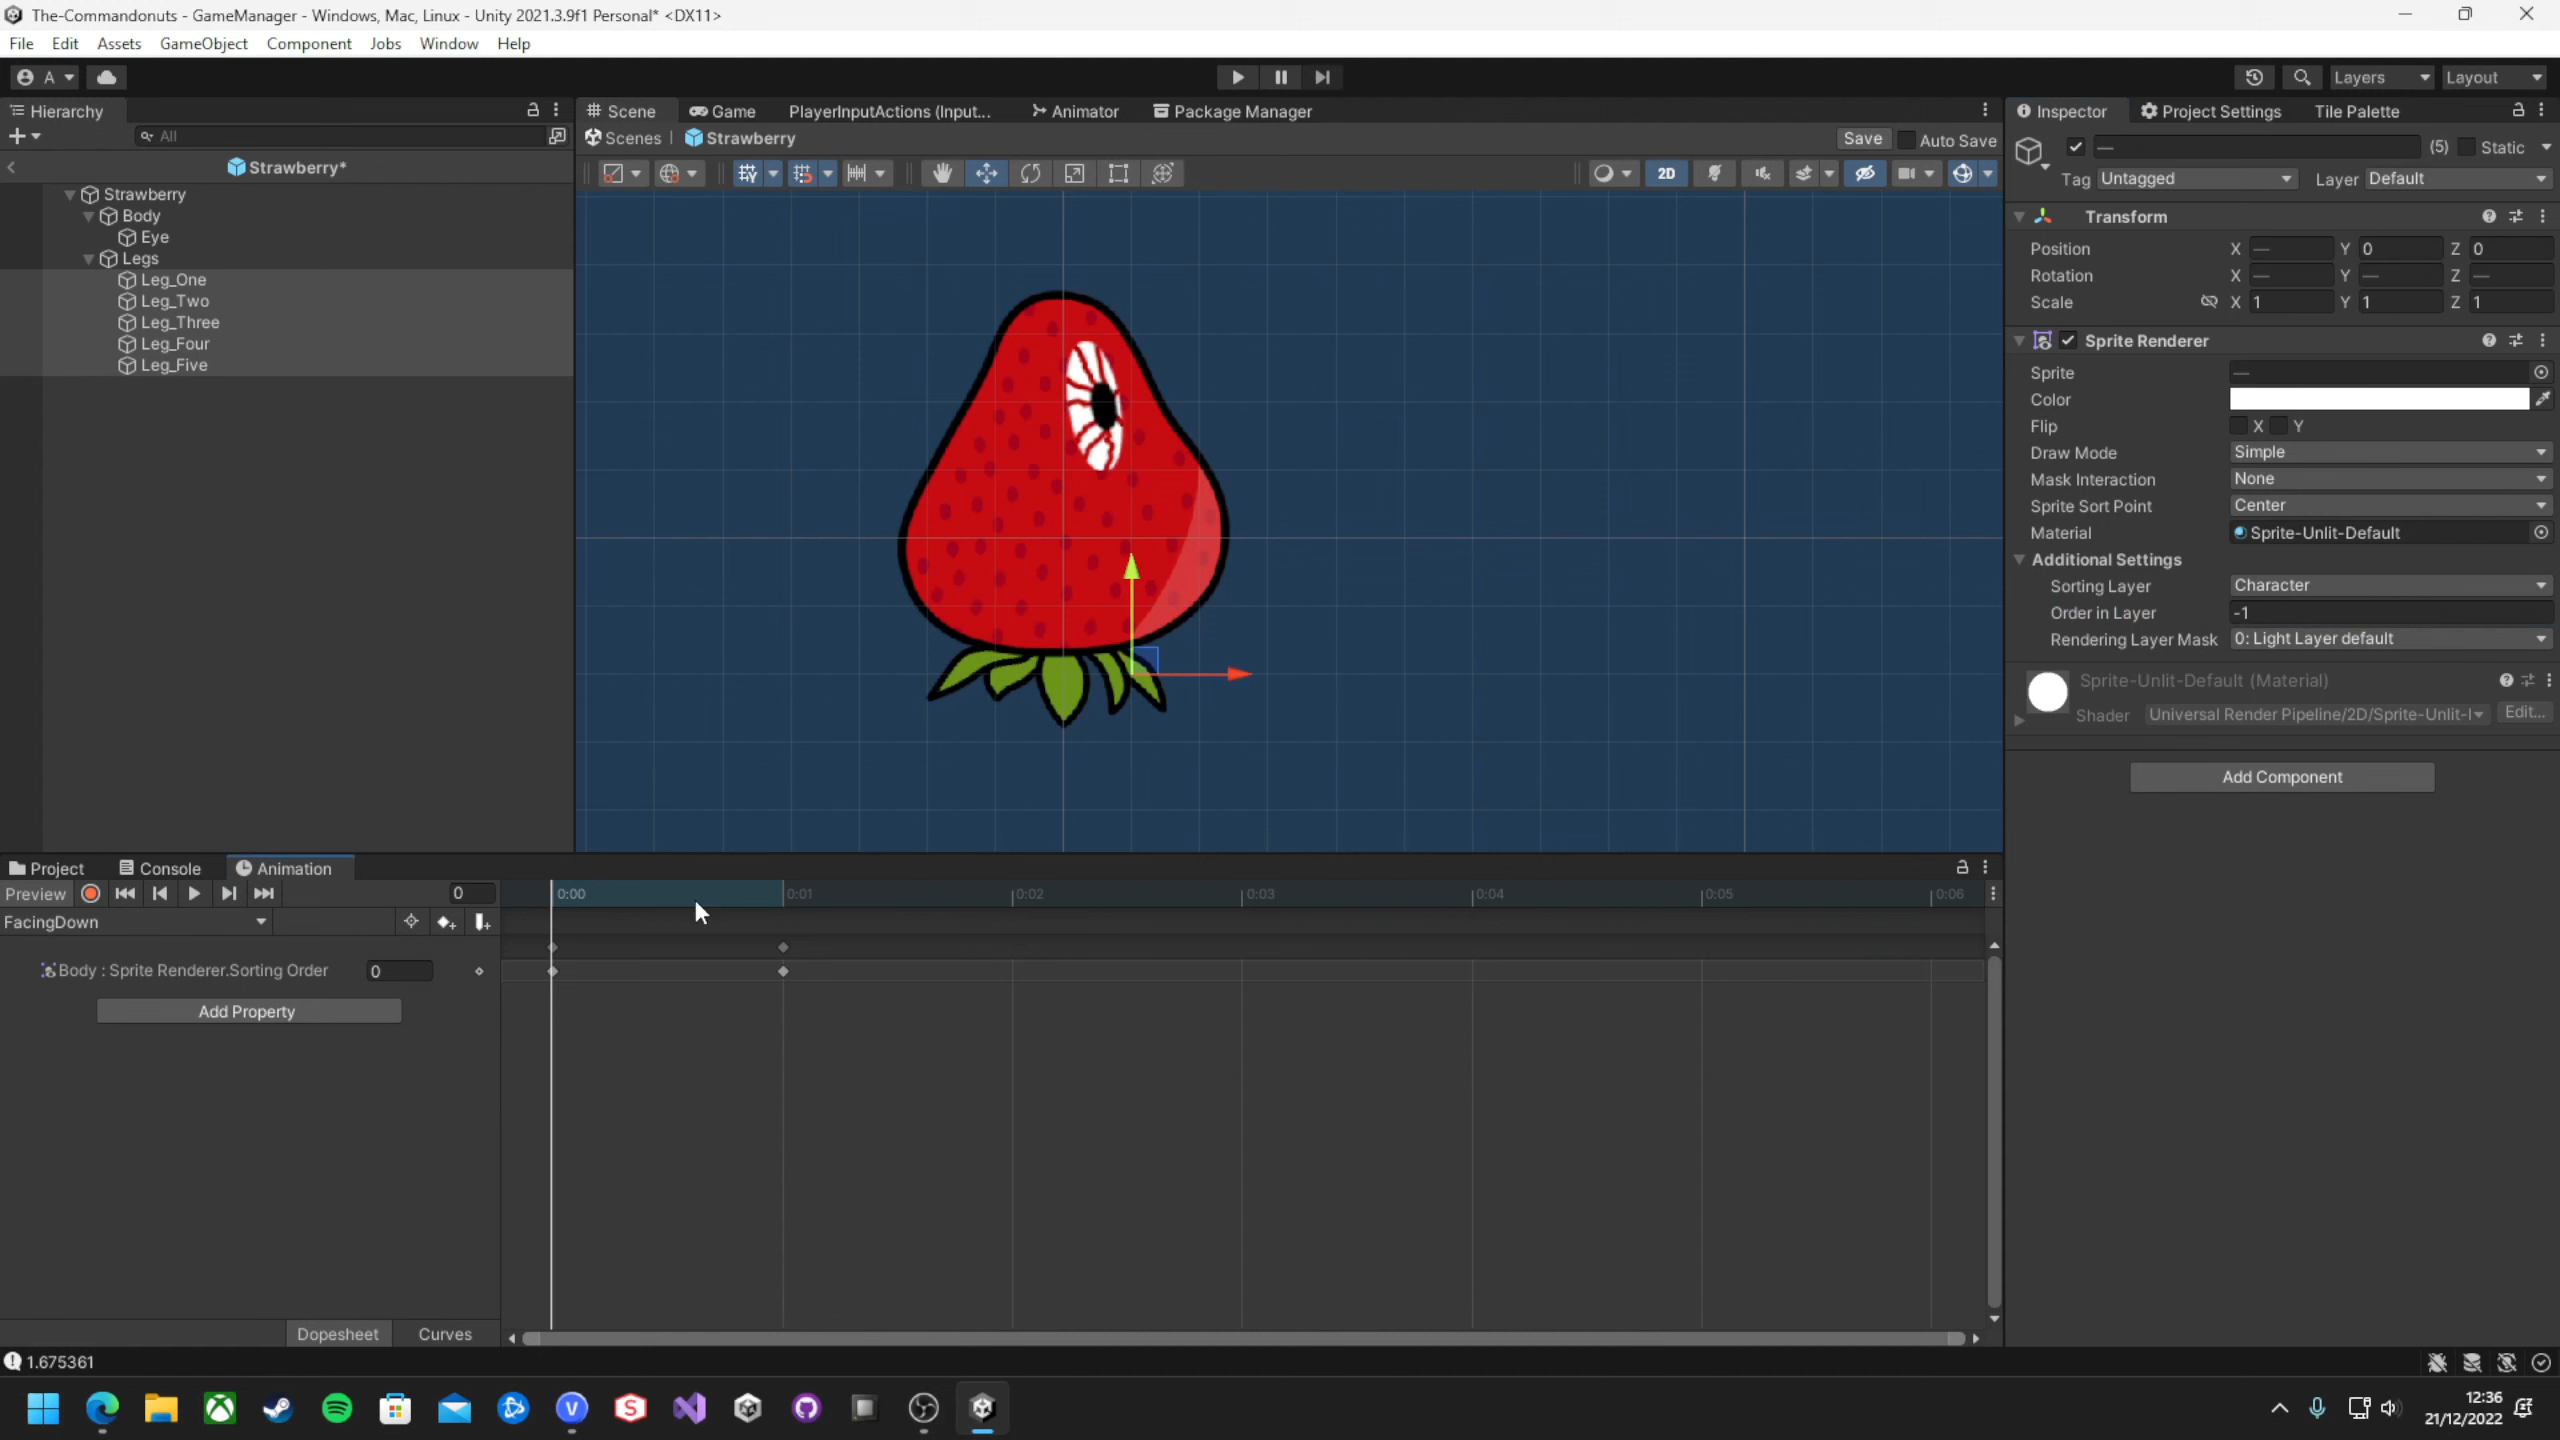 The-Commandonuts - GameManager - Windows, Mac, Linux - Unity 2021.3.9f1 Personal* <DX11>
File Edit Assets GameObject Component Jobs Window Help
A Layers Layout
Hierarchy Scene Game PlayerInputActions (Input... Animator Package Manager Inspector Project Settings Tile Palette
All Scenes Strawberry Save Auto Save — (5) Static
Strawberry* 2D Tag Untagged Layer Default
Strawberry
Body Transform
Eye Position X — Y 0 Z 0
Legs Rotation X — Y — Z —
Leg_One Scale X 1 Y 1 Z 1
Leg_Two Sprite Renderer
Leg_Three Sprite —
Leg_Four Color
Leg_Five Flip X Y
Draw Mode Simple
Mask Interaction None
Sprite Sort Point Center
Material Sprite-Unlit-Default
Additional Settings
Sorting Layer Character
Order in Layer -1
Rendering Layer Mask 0: Light Layer default
Sprite-Unlit-Default (Material)
Shader Universal Render Pipeline/2D/Sprite-Unlit-I Edit...
Add Component
Project Console Animation
Preview 0 0:00 0:01 0:02 0:03 0:04 0:05 0:06
FacingDown
Body : Sprite Renderer.Sorting Order 0
Add Property
Dopesheet Curves
1.675361
12:36
21/12/2022